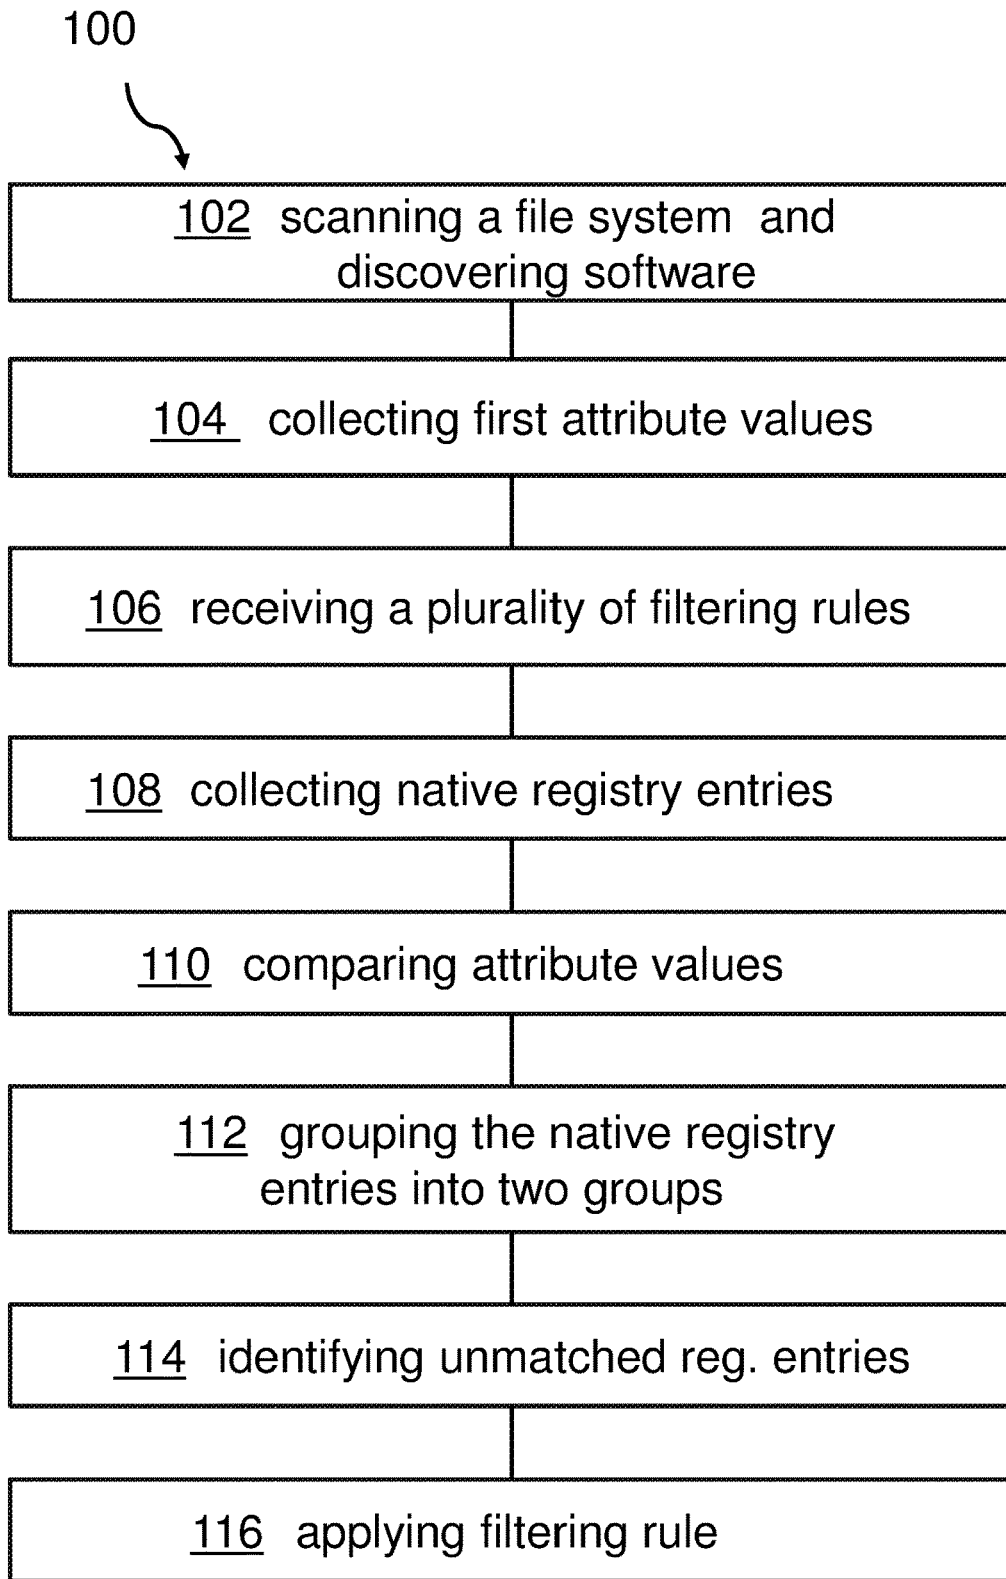 100
102 scanning a file system and
discovering software
104 collecting first attribute values
106 receiving a plurality of filtering rules
108 collecting native registry entries
110 comparing attribute values
112 grouping the native registry
entries into two groups
114 identifying unmatched reg. entries
116 applying filtering rule